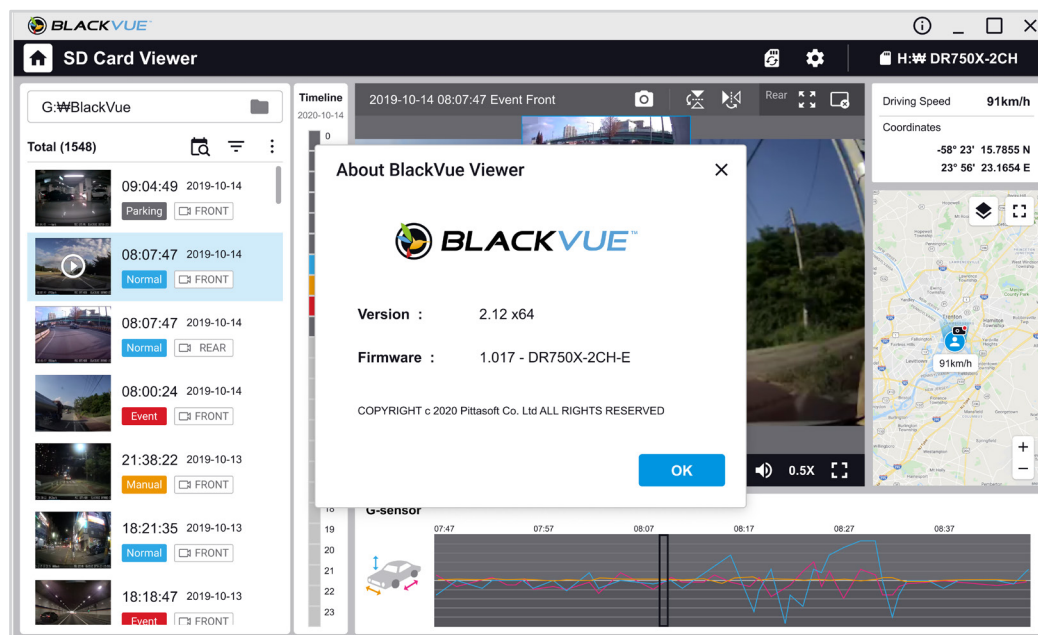 BLACKVUE
SD Card Viewer
H:₩ DR750X-2CH
G:₩BlackVue
Total (1548)
09:04:49 2019-10-14
Parking FRONT
08:07:47 2019-10-14
Normal FRONT
08:07:47 2019-10-14
Normal REAR
08:00:24 2019-10-14
Event FRONT
21:38:22 2019-10-13
Manual FRONT
18:21:35 2019-10-13
Normal FRONT
18:18:47 2019-10-13
Event FRONT
Timeline
2020-10-14
0
18
19
20
21
22
23
2019-10-14 08:07:47 Event Front
Rear
About BlackVue Viewer
BLACKVUE™
Version : 2.12 x64
Firmware : 1.017 - DR750X-2CH-E
COPYRIGHT c 2020 Pittasoft Co. Ltd ALL RIGHTS RESERVED
OK
0.5X
Driving Speed 91km/h
Coordinates
-58° 23' 15.7855 N
23° 56' 23.1654 E
Trenton
91km/h
+
−
G-sensor
07:47 07:57 08:07 08:17 08:27 08:37